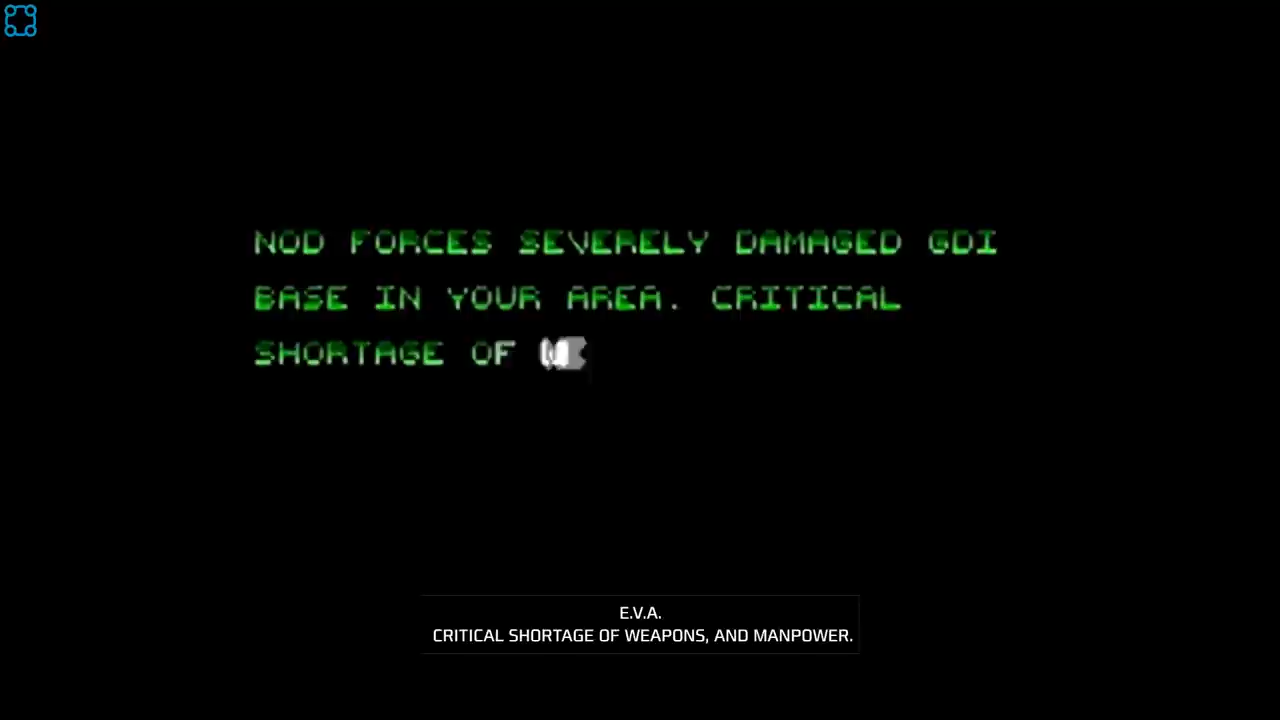 NOD FORCES SEVERELY DAMAGED GDI
BASE IN YOUR AREA. CRITICAL
SHORTAGE OF
E.V.A.
CRITICAL SHORTAGE OF WEAPONS, AND MANPOWER.